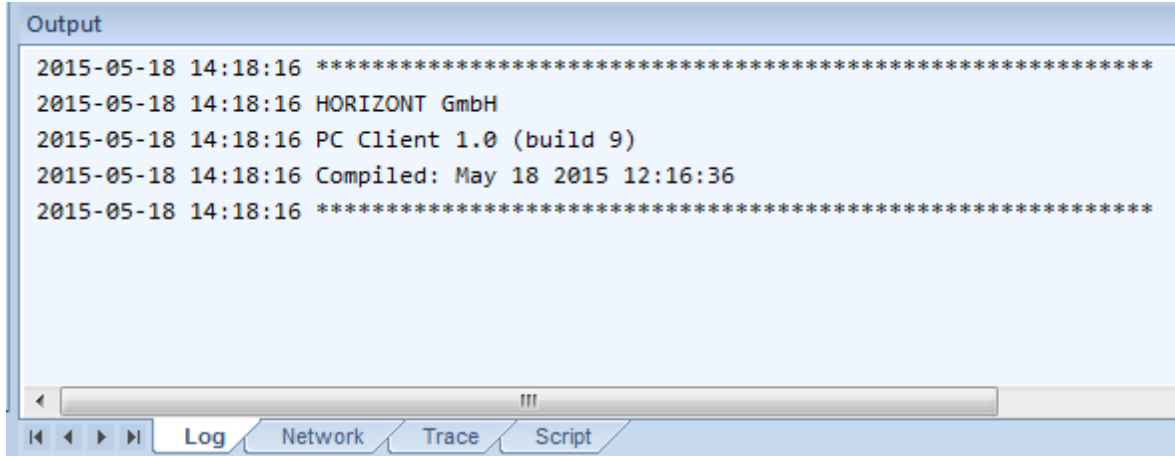 Output
2015-05-18 14:18:16 ************************************************************
2015-05-18 14:18:16 HORIZONT GmbH
2015-05-18 14:18:16 PC Client 1.0 (build 9)
2015-05-18 14:18:16 Compiled: May 18 2015 12:16:36
2015-05-18 14:18:16 ************************************************************
Log Network Trace Script